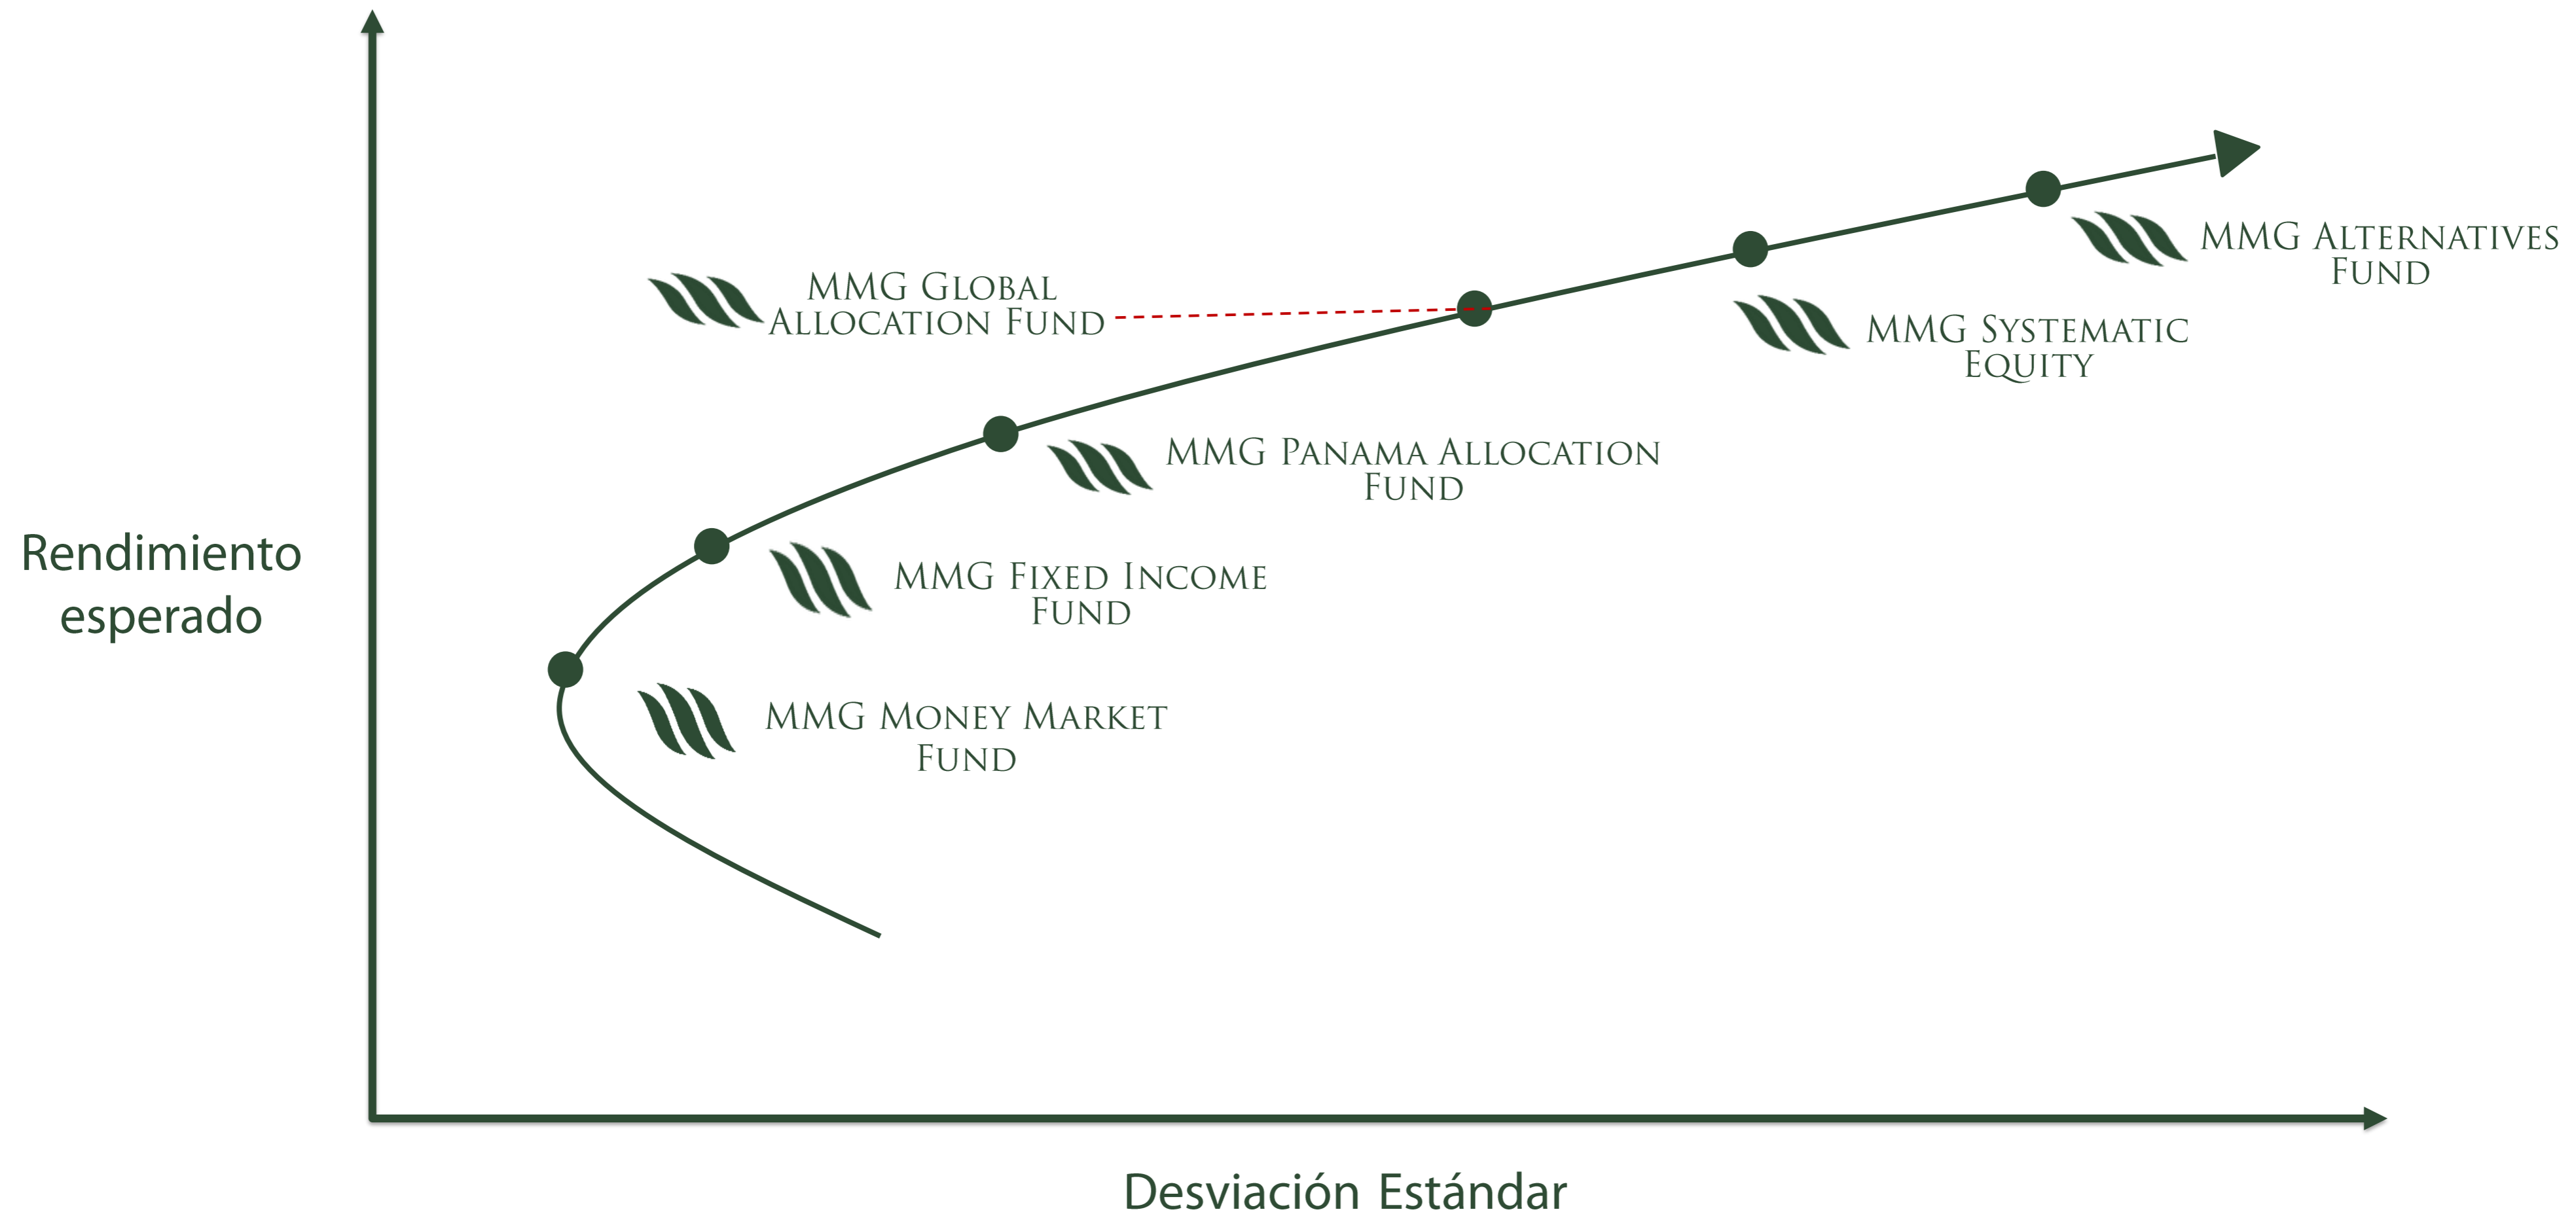 MMG Alternatives
Fund
MMG Global
Allocation Fund
MMG Systematic
Equity
MMG Panama Allocation
Fund
Rendimiento
esperado
MMG Fixed Income
Fund
MMG Money Market
Fund
Desviación Estándar